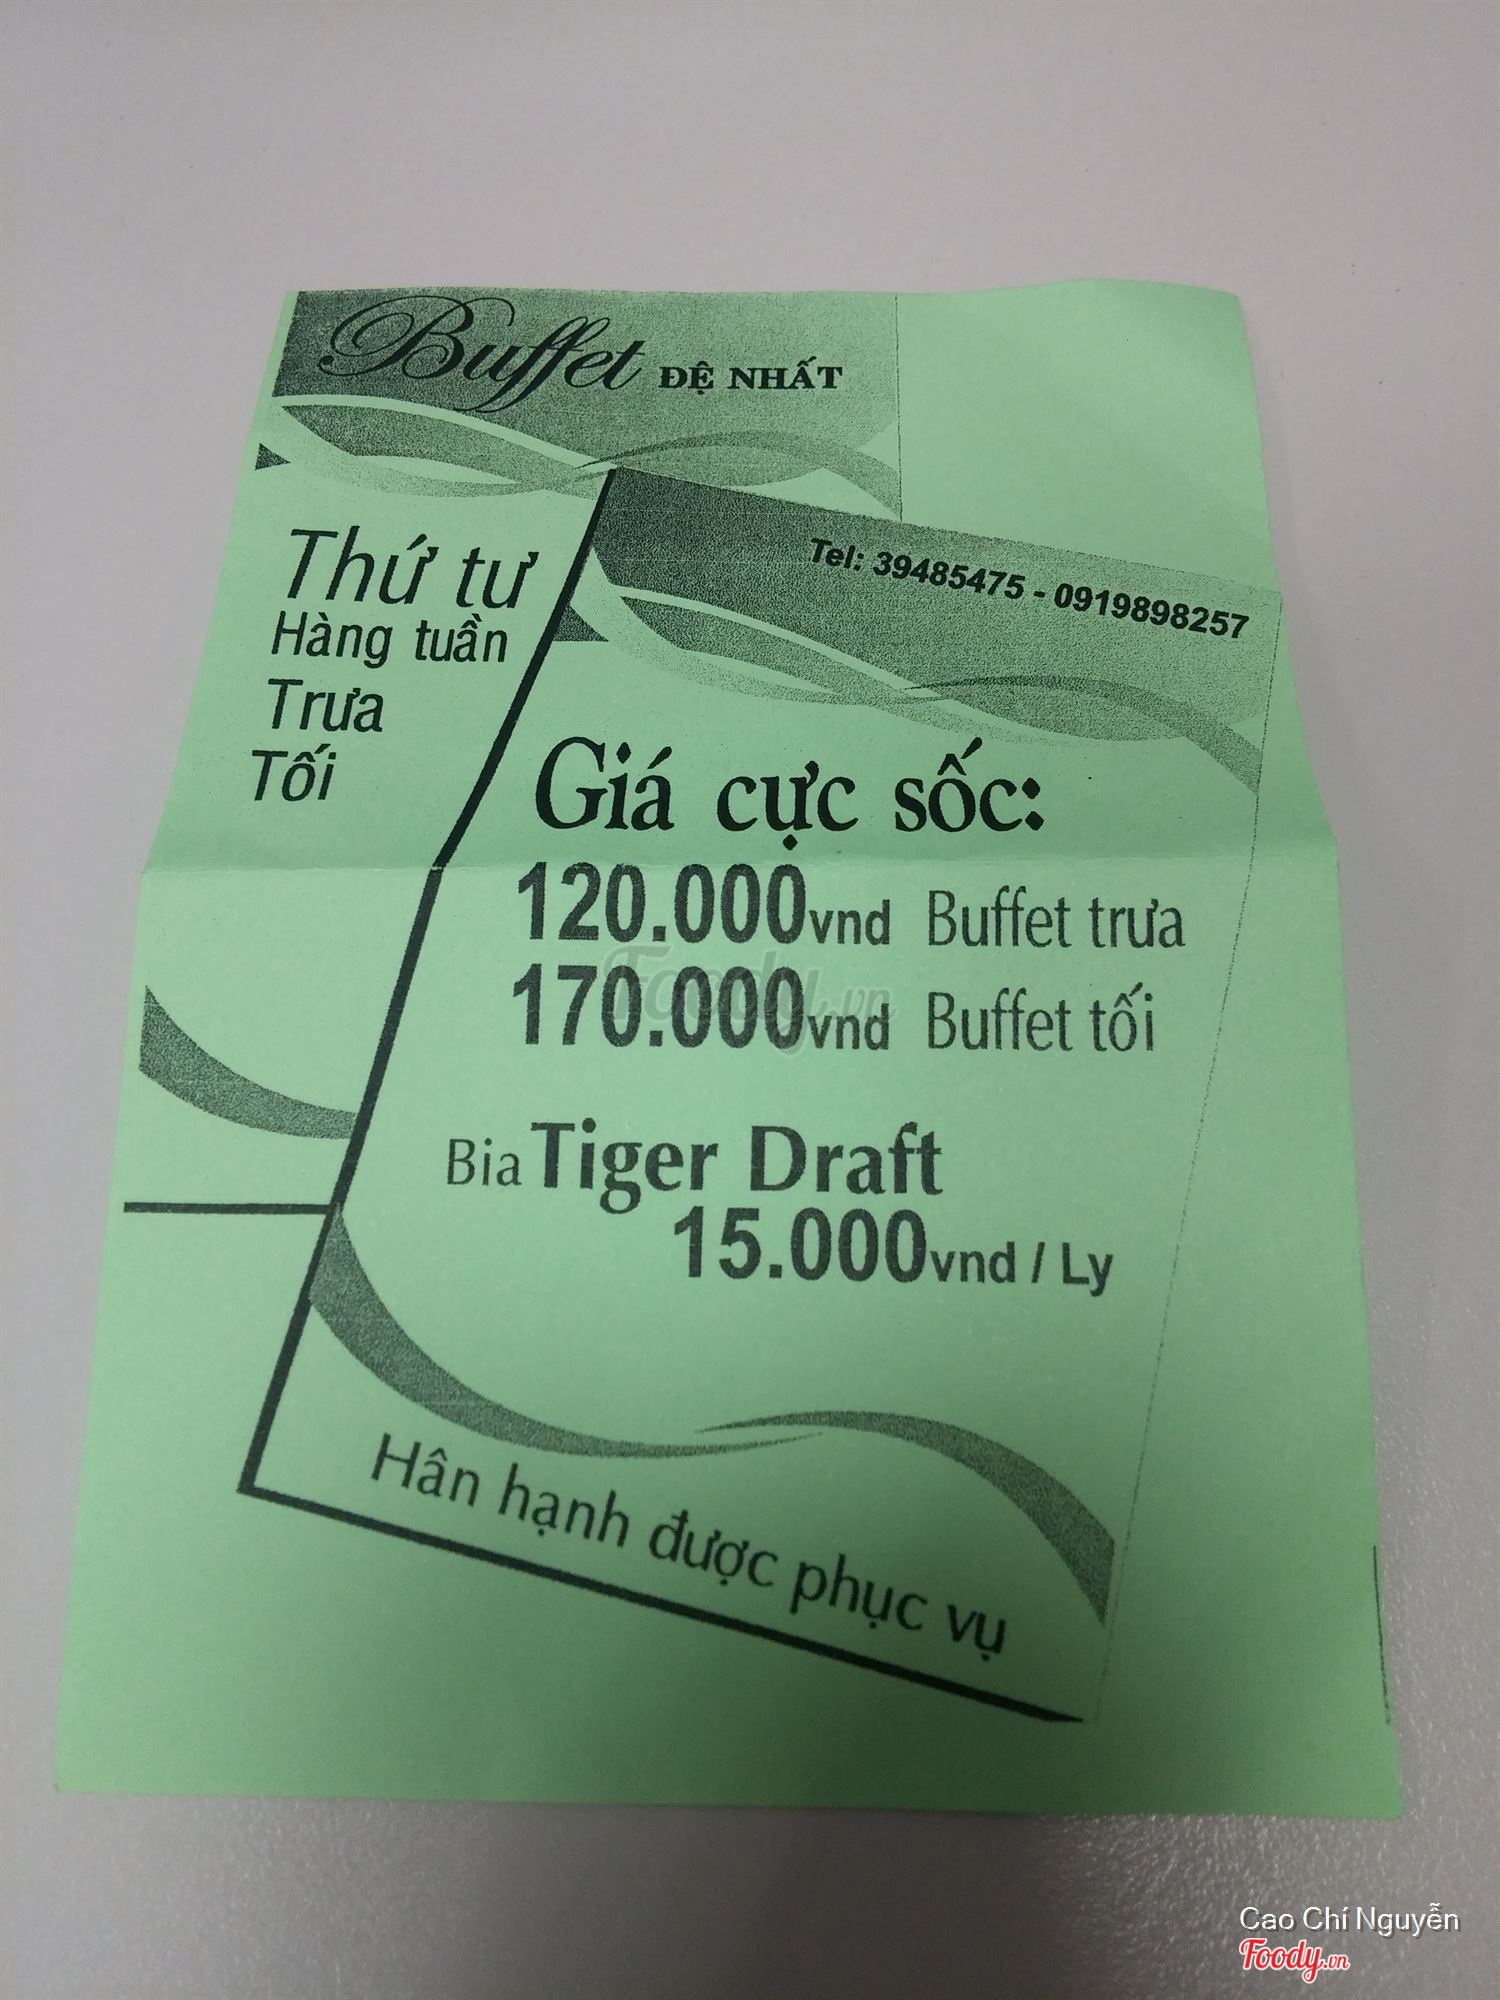 Buffet ĐỆ NHẤT
Tel: 39485475 - 0919898257
Thứ tư
Hàng tuần
Trưa
Tối
Giá cực sốc:
120.000vnd Buffet trưa
170.000vnd Buffet tối
Foody.vn
Bia Tiger Draft
15.000vnd / Ly
Hân hạnh được phục vụ
Cao Chí Nguyễn
Foody.vn